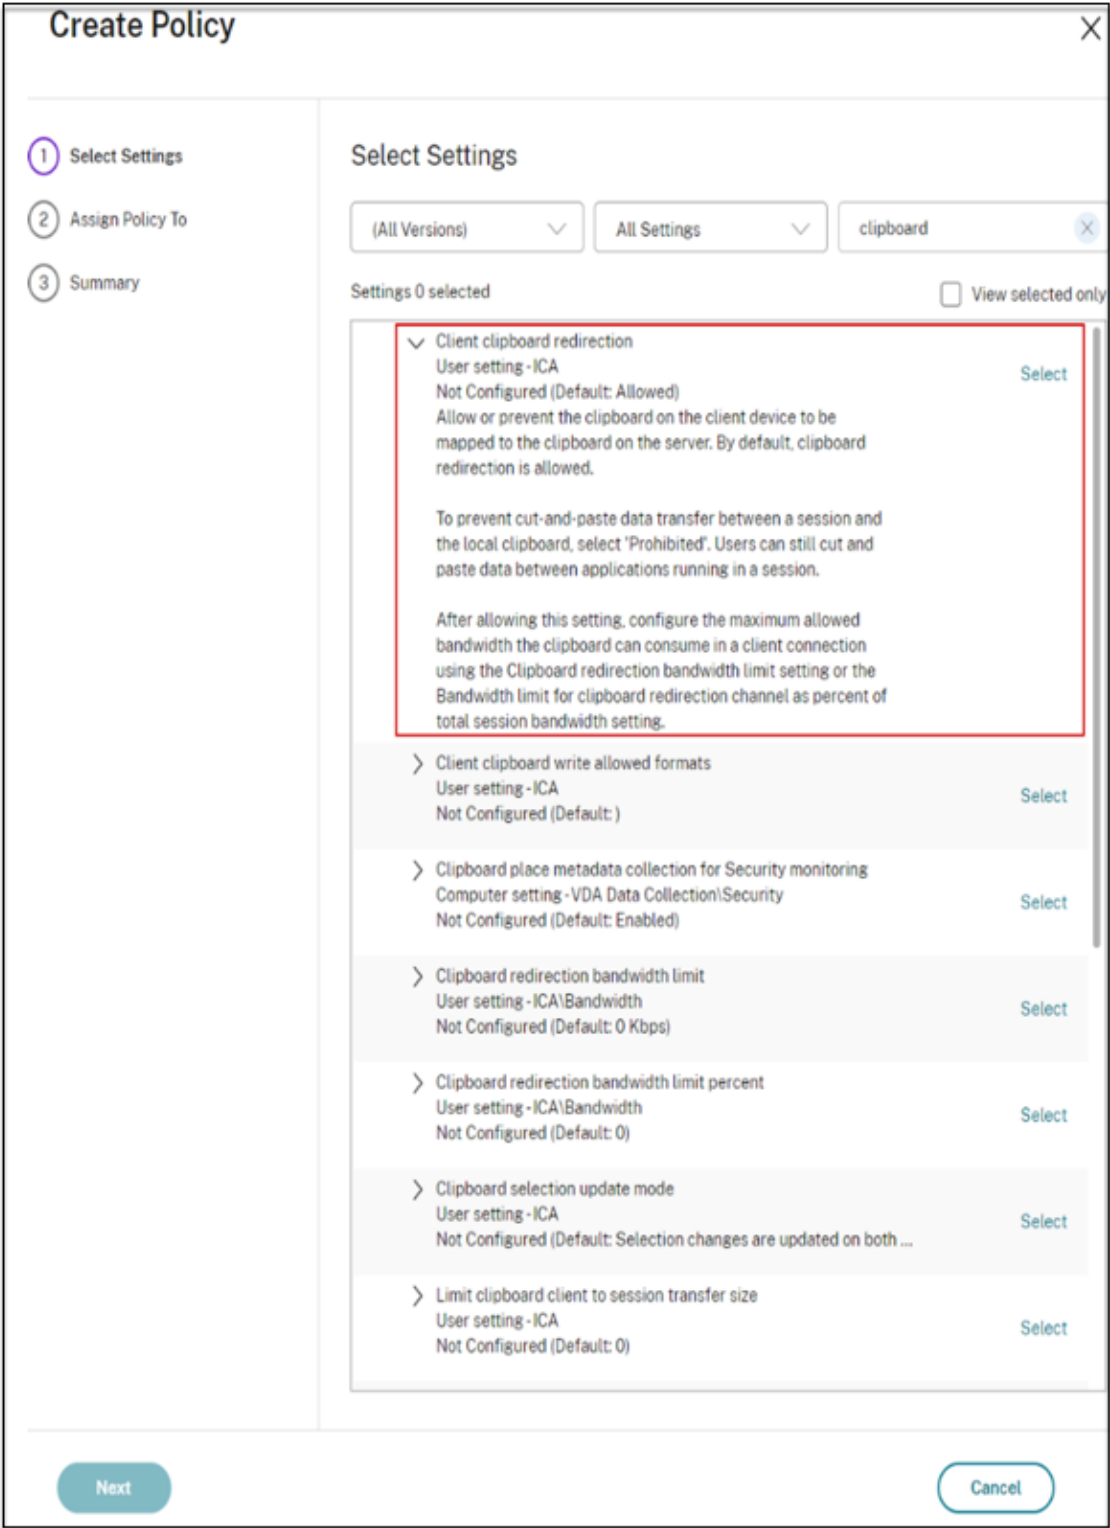 Create Policy
1 Select Settings
2 Assign Policy To
3 Summary
Select Settings
(All Versions) All Settings clipboard
Settings 0 selected View selected only
Client clipboard redirection
User setting - ICA
Select
Not Configured (Default: Allowed)
Allow or prevent the clipboard on the client device to be
mapped to the clipboard on the server. By default, clipboard
redirection is allowed.
To prevent cut-and-paste data transfer between a session and
the local clipboard, select 'Prohibited'. Users can still cut and
paste data between applications running in a session.
After allowing this setting, configure the maximum allowed
bandwidth the clipboard can consume in a client connection
using the Clipboard redirection bandwidth limit setting or the
Bandwidth limit for clipboard redirection channel as percent of
total session bandwidth setting.
Client clipboard write allowed formats
User setting - ICA
Select
Not Configured (Default: )
Clipboard place metadata collection for Security monitoring
Computer setting - VDA Data Collection\Security
Select
Not Configured (Default: Enabled)
Clipboard redirection bandwidth limit
User setting - ICA\Bandwidth
Select
Not Configured (Default: 0 Kbps)
Clipboard redirection bandwidth limit percent
User setting - ICA\Bandwidth
Select
Not Configured (Default: 0)
Clipboard selection update mode
User setting - ICA
Select
Not Configured (Default: Selection changes are updated on both ...
Limit clipboard client to session transfer size
User setting - ICA
Select
Not Configured (Default: 0)
Next
Cancel